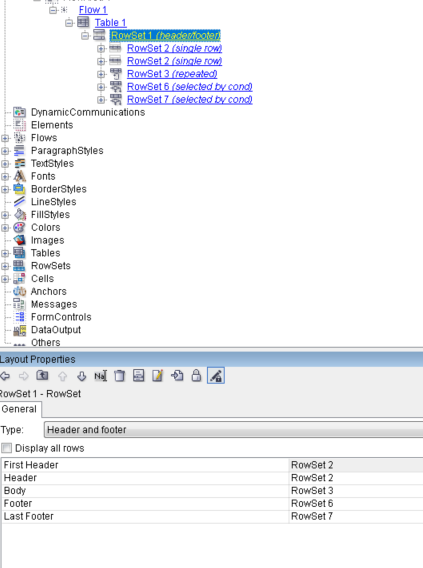 Flow 1
Table 1
RowSet 1 (header/footer)
RowSet 2 (single row)
RowSet 2 (single row)
RowSet 3 (repeated)
RowSet 6 (selected by cond)
RowSet 7 (selected by cond)
DynamicCommunications
Elements
Flows
ParagraphStyles
TextStyles
Fonts
BorderStyles
LineStyles
FillStyles
Colors
Images
Tables
RowSets
Cells
Anchors
Messages
FormControls
DataOutput
Others
Layout Properties
RowSet 1 - RowSet
General
Type: Header and footer
Display all rows
First Header RowSet 2
Header RowSet 2
Body RowSet 3
Footer RowSet 6
Last Footer RowSet 7